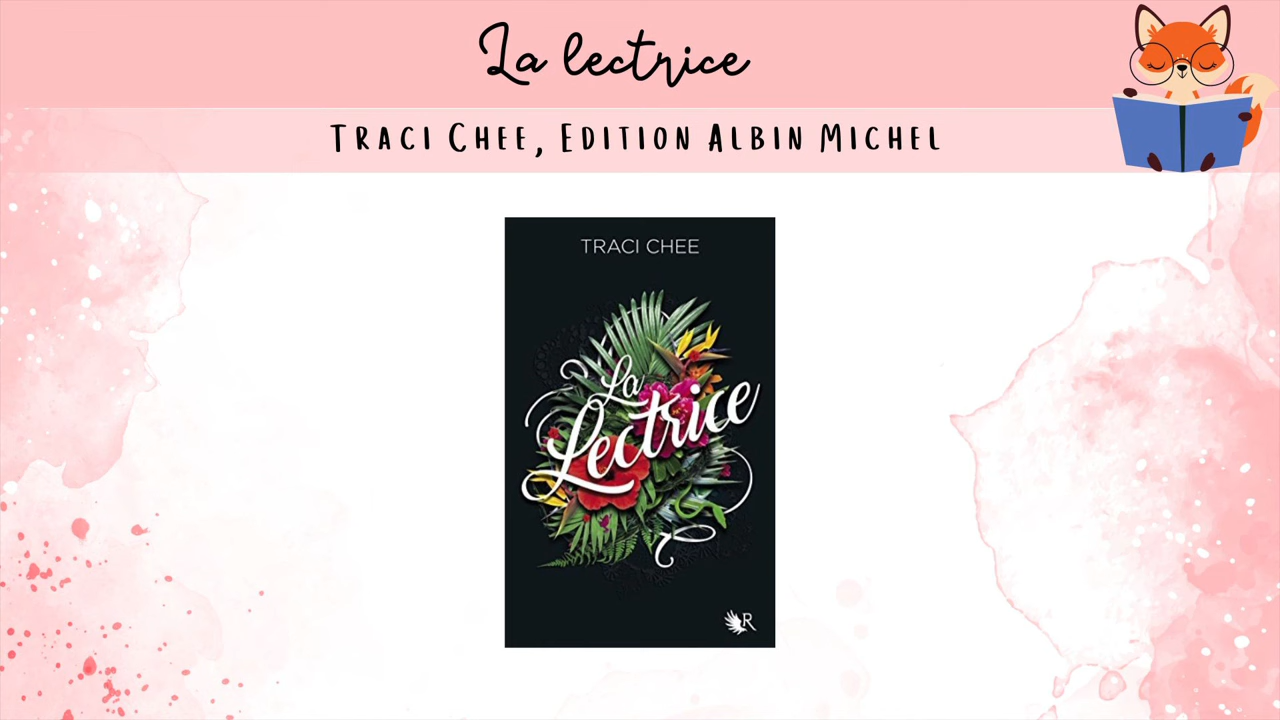 La lectrice
TRACI CHEE, EDITION ALBIN MICHEL
TRACI CHEE
La
Lectrice
R